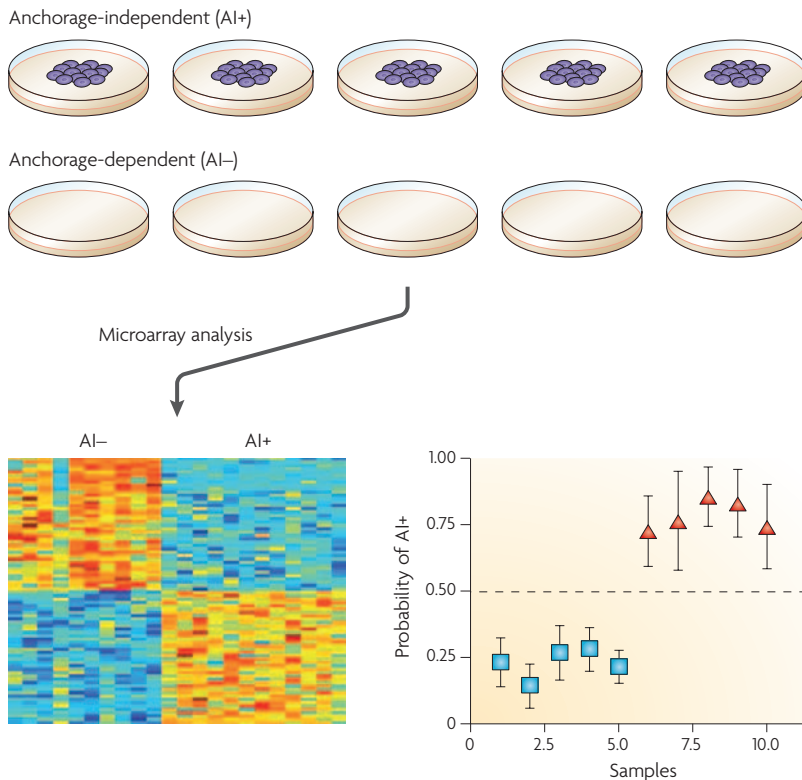 Anchorage-independent (AI+)
Anchorage-dependent (AI–)
Microarray analysis
AI– AI+
1.00
0.75
0.50
0.25
0
Probability of AI+
0 2.5 5.0 7.5 10.0
Samples